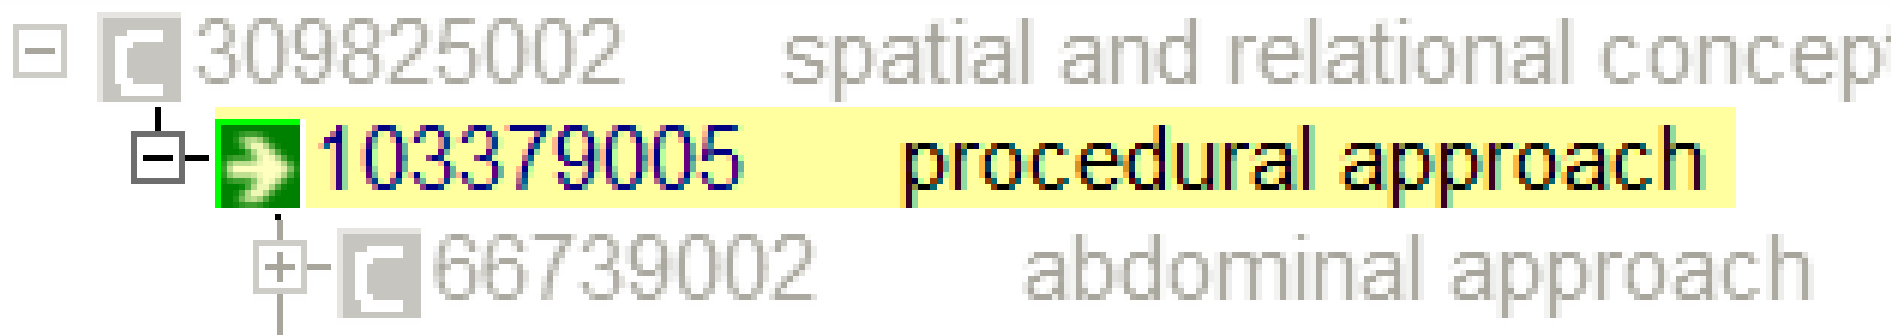 309825002 spatial and relational concep
103379005 procedural approach
66739002 abdominal approach